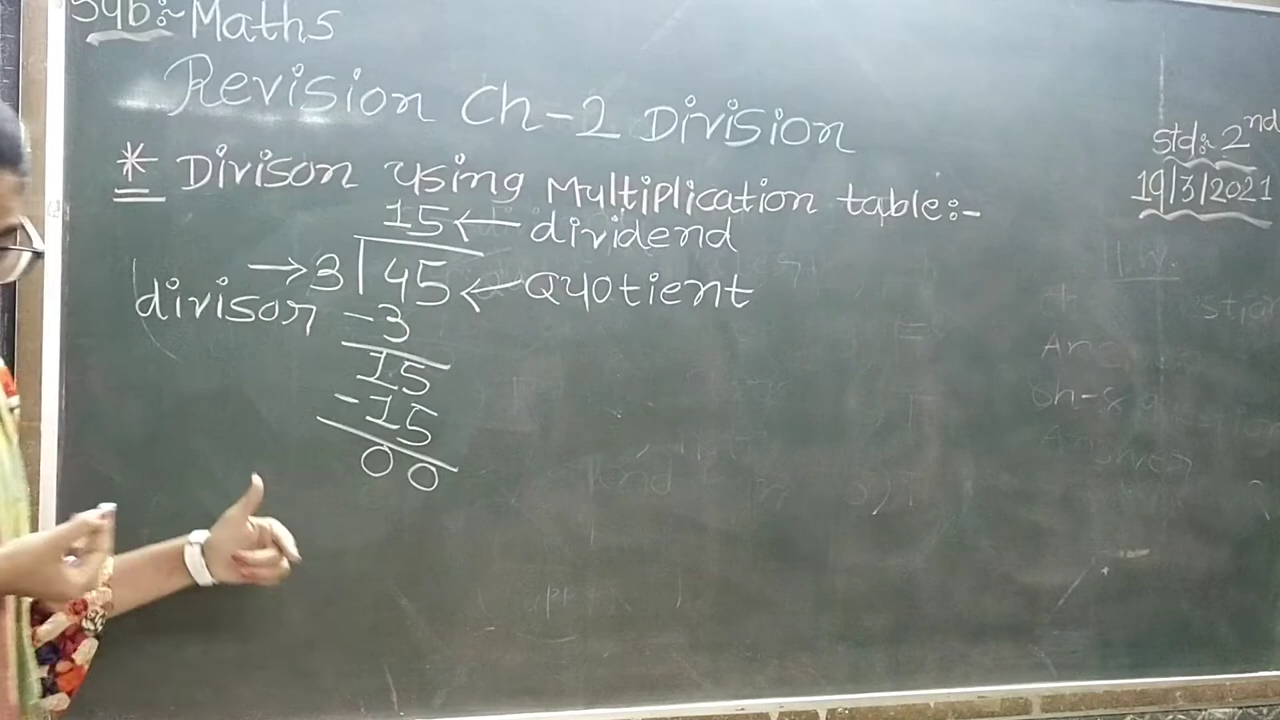 Sub:- Maths
Revision Ch-2 Division
Std:- 2nd
19/3/2021
* Divison using Multiplication table:-
15 ← dividend
divisor → 3 45 ← Quotient
-3
15
-15
00